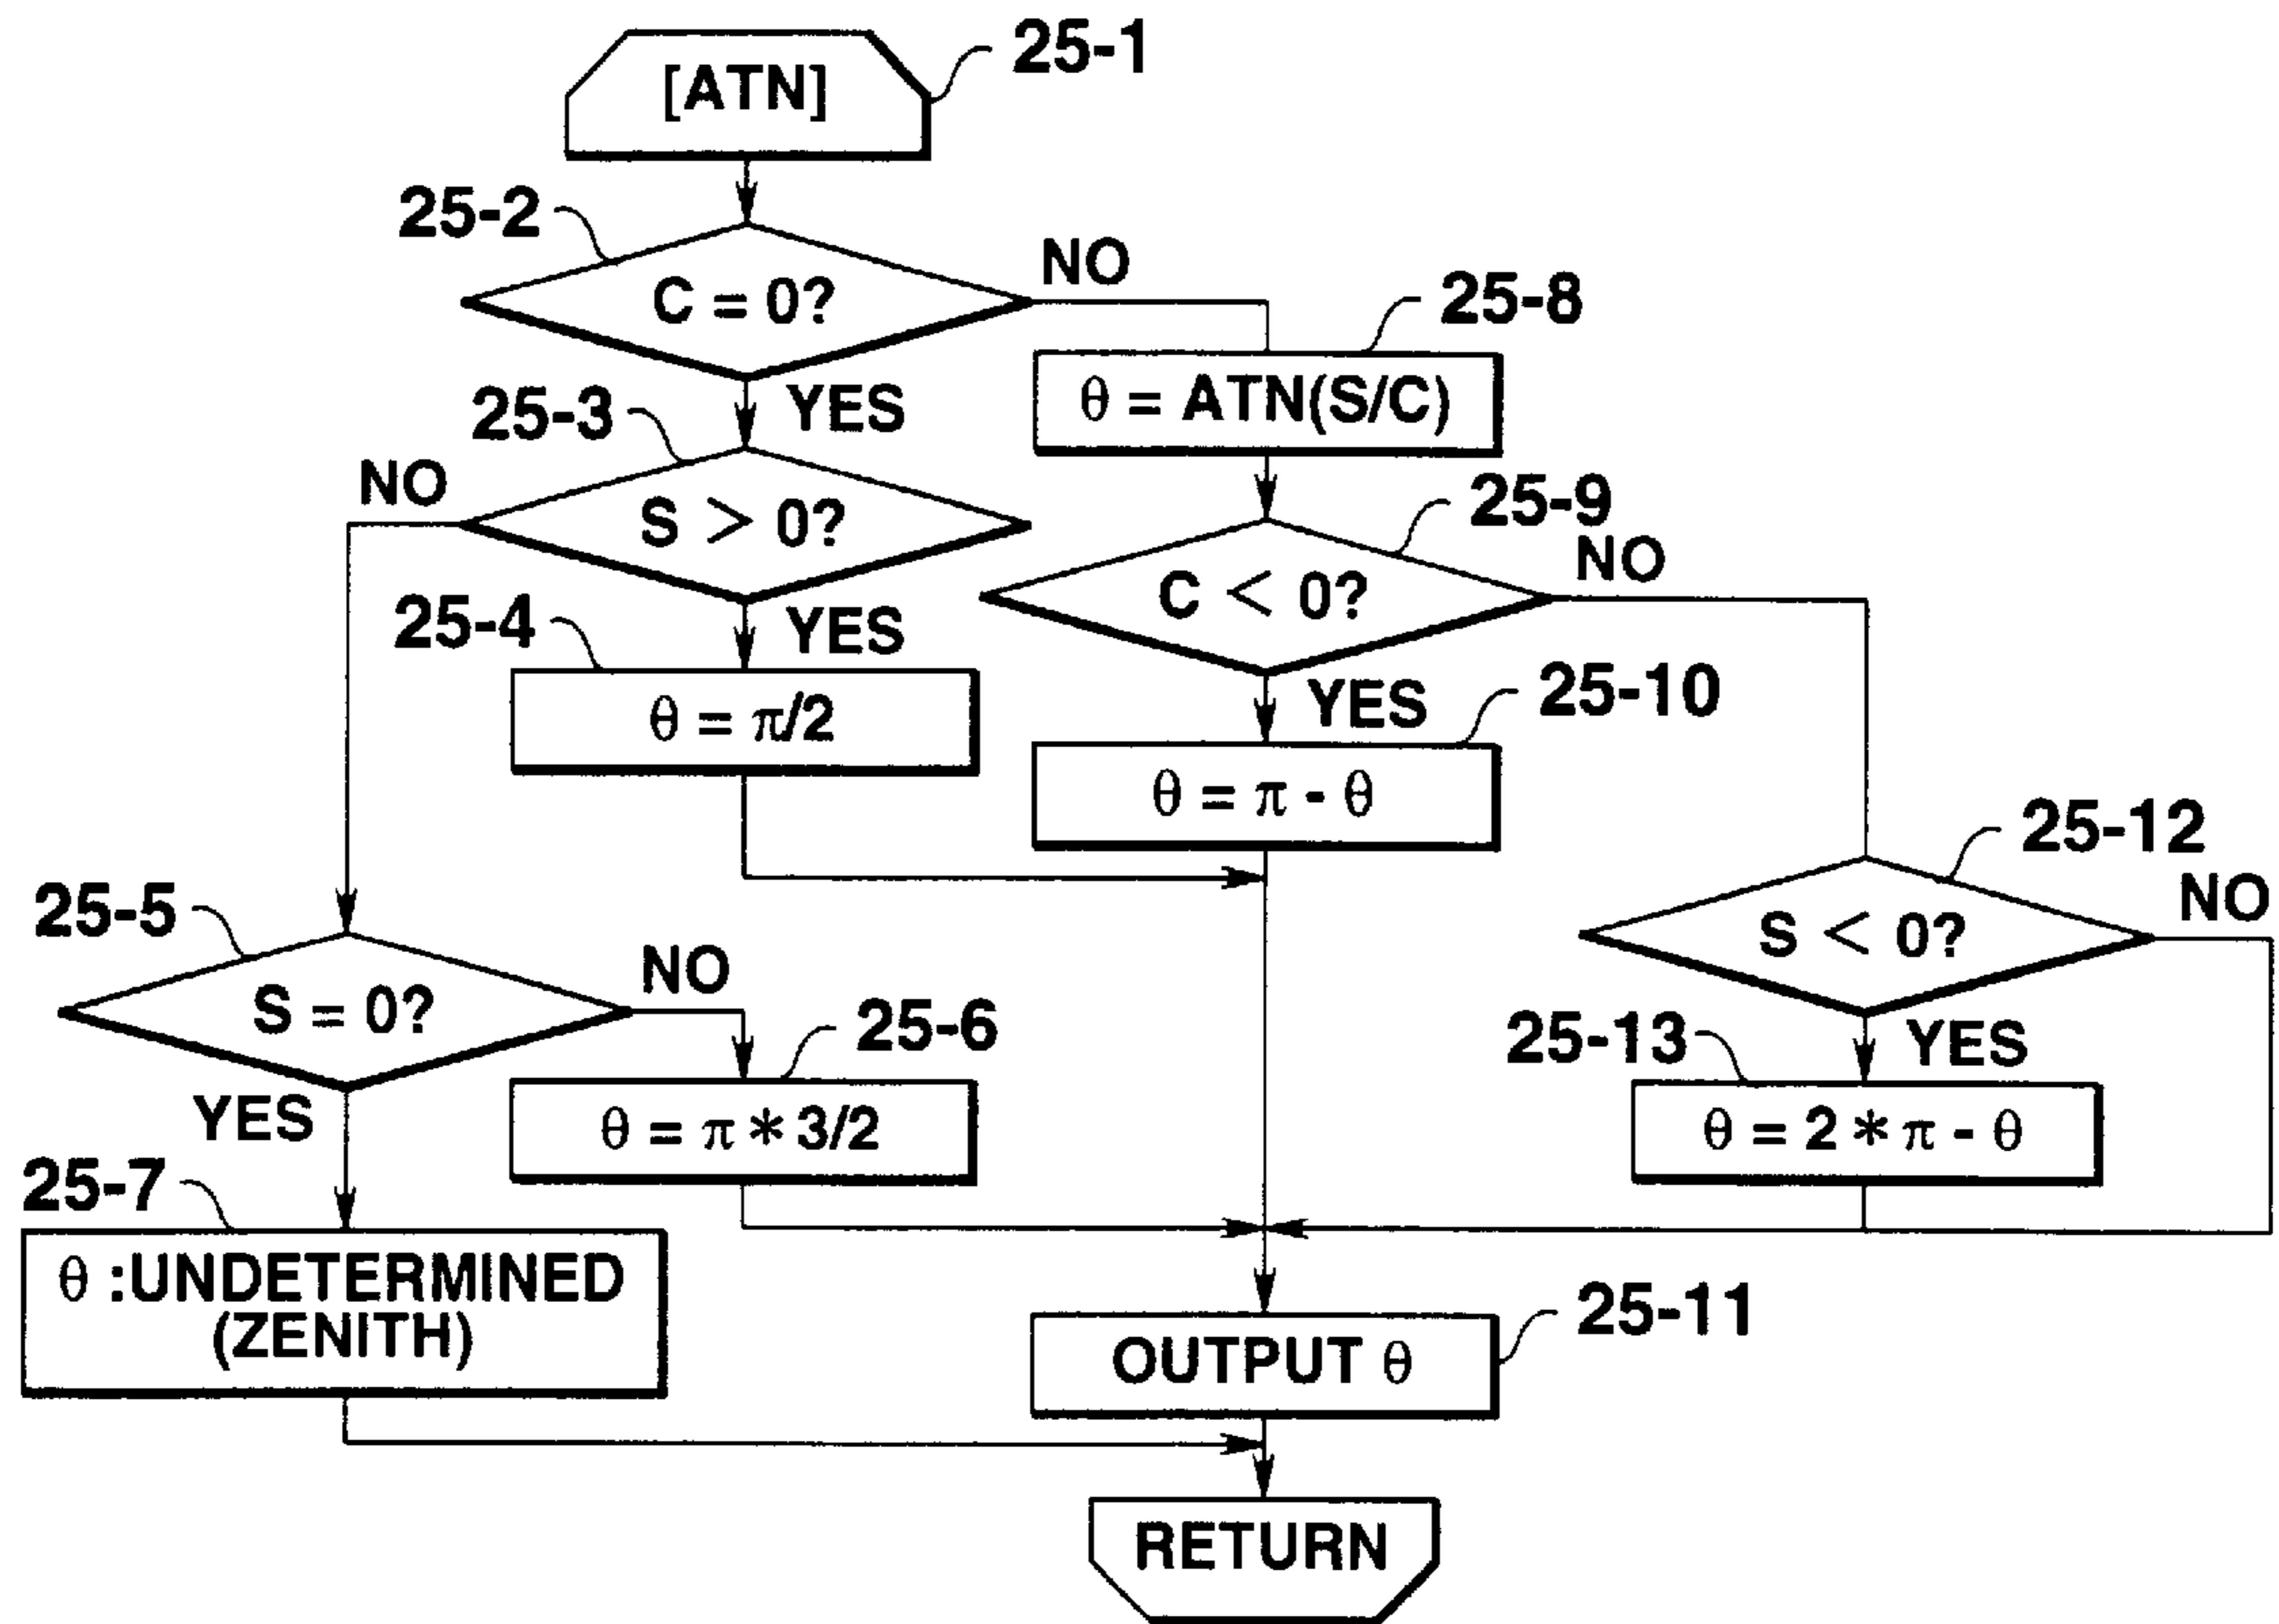 [ATN]
25-1
25-2
C = 0?
NO
YES
25-8
θ = ATN(S/C)
25-3
NO
S > 0?
YES
25-9
C < 0?
NO
YES
25-4
θ = π/2
25-10
θ = π - θ
25-12
S < 0?
NO
YES
25-5
S = 0?
NO
YES
25-6
θ = π * 3/2
25-13
θ = 2 * π - θ
25-7
θ :UNDETERMINED
(ZENITH)
25-11
OUTPUT θ
RETURN